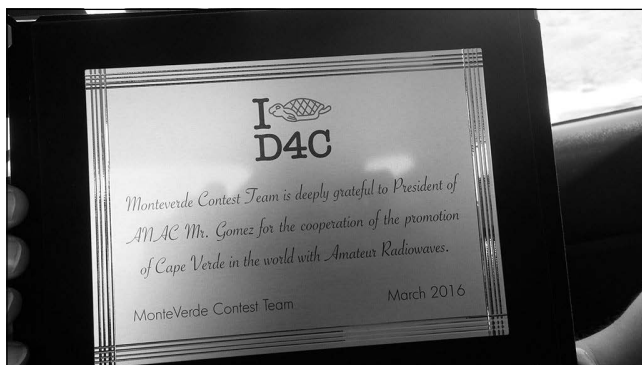 I
D4C
Monteverde Contest Team is deeply grateful to President of
ANAC Mr. Gomez for the cooperation of the promotion
of Cape Verde in the world with Amateur Radiowaves.
MonteVerde Contest Team March 2016